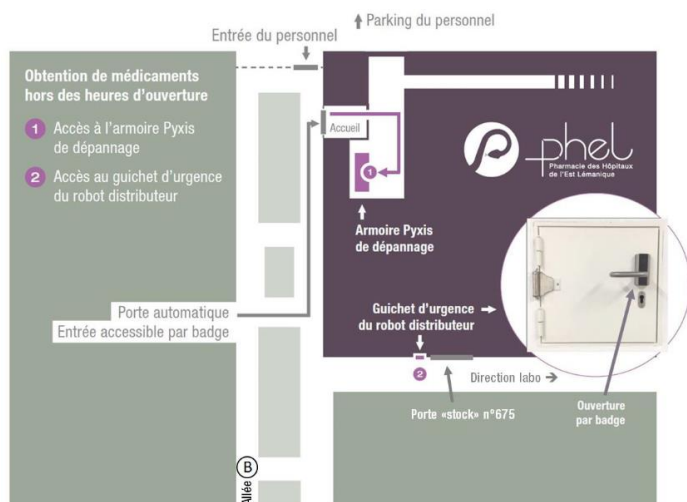 Parking du personnel
Entrée du personnel
Obtention de médicaments
hors des heures d'ouverture
1 Accès à l'armoire Pyxis
de dépannage
2 Accès au guichet d'urgence
du robot distributeur
Accueil
1
phel
Pharmacie des Hôpitaux
de l'Est Lémanique
Armoire Pyxis
de dépannage
Porte automatique
Entrée accessible par badge
Guichet d'urgence
du robot distributeur
2
Direction labo
Porte «stock» n°675
Ouverture
par badge
Allée B